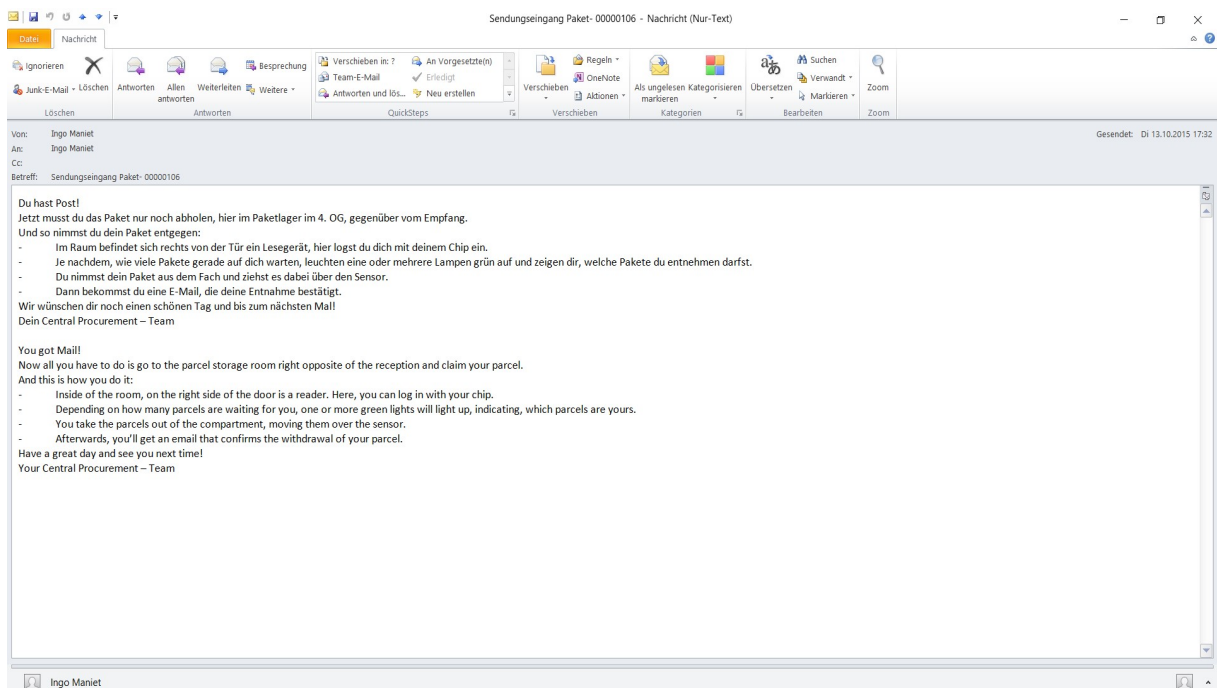 Sendungseingang Paket- 00000106 - Nachricht (Nur-Text)
Datei Nachricht
Ignorieren
Junk-E-Mail
Löschen
Löschen
Antworten
Allen antworten
Weiterleiten
Besprechung
Weitere
Antworten
Verschieben in: ?
Team-E-Mail
Antworten und lös...
An Vorgesetzte(n)
Erledigt
Neu erstellen
QuickSteps
Verschieben
Regeln
OneNote
Aktionen
Verschieben
Als ungelesen markieren
Kategorisieren
Kategorien
Übersetzen
Suchen
Verwandt
Markieren
Bearbeiten
Zoom
Zoom
Von: Ingo Maniet
Gesendet: Di 13.10.2015 17:32
An: Ingo Maniet
Cc:
Betreff: Sendungseingang Paket- 00000106
Du hast Post!
Jetzt musst du das Paket nur noch abholen, hier im Paketlager im 4. OG, gegenüber vom Empfang.
Und so nimmst du dein Paket entgegen:
- Im Raum befindet sich rechts von der Tür ein Lesegerät, hier logst du dich mit deinem Chip ein.
- Je nachdem, wie viele Pakete gerade auf dich warten, leuchten eine oder mehrere Lampen grün auf und zeigen dir, welche Pakete du entnehmen darfst.
- Du nimmst dein Paket aus dem Fach und ziehst es dabei über den Sensor.
- Dann bekommst du eine E-Mail, die deine Entnahme bestätigt.
Wir wünschen dir noch einen schönen Tag und bis zum nächsten Mal!
Dein Central Procurement – Team
You got Mail!
Now all you have to do is go to the parcel storage room right opposite of the reception and claim your parcel.
And this is how you do it:
- Inside of the room, on the right side of the door is a reader. Here, you can log in with your chip.
- Depending on how many parcels are waiting for you, one or more green lights will light up, indicating, which parcels are yours.
- You take the parcels out of the compartment, moving them over the sensor.
- Afterwards, you’ll get an email that confirms the withdrawal of your parcel.
Have a great day and see you next time!
Your Central Procurement – Team
Ingo Maniet